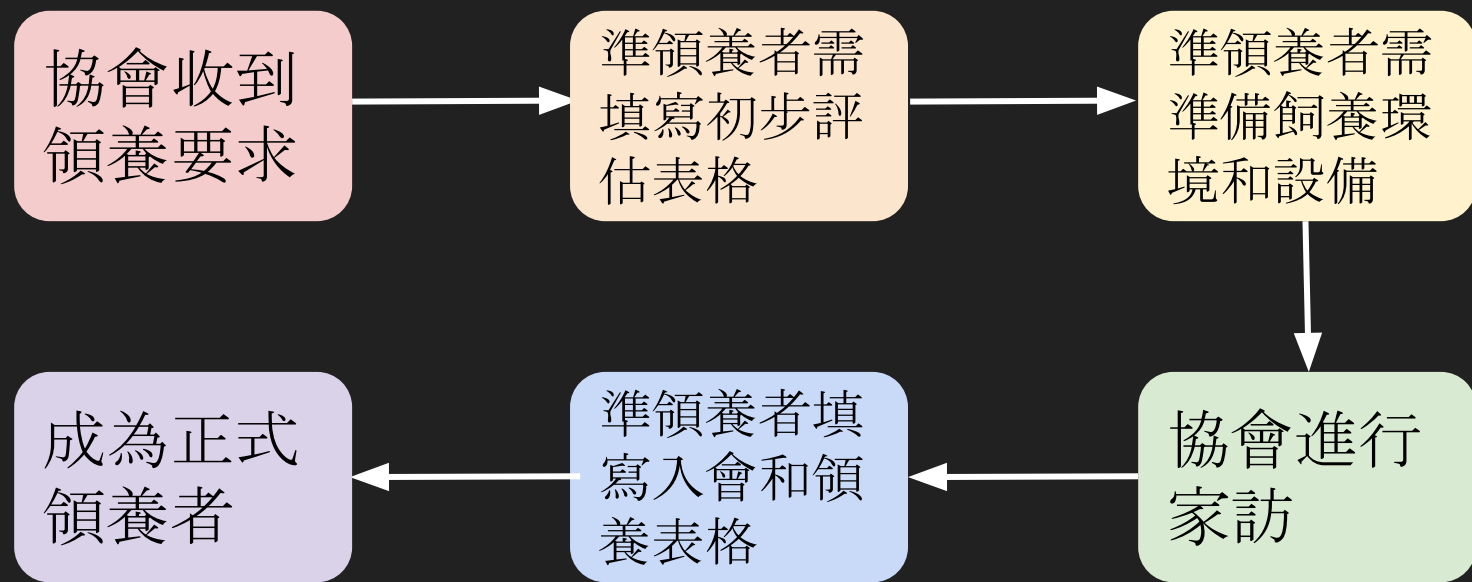 協會收到
領養要求
準領養者需
填寫初步評
估表格
準領養者需
準備飼養環
境和設備
協會進行
家訪
準領養者填
寫入會和領
養表格
成為正式
領養者